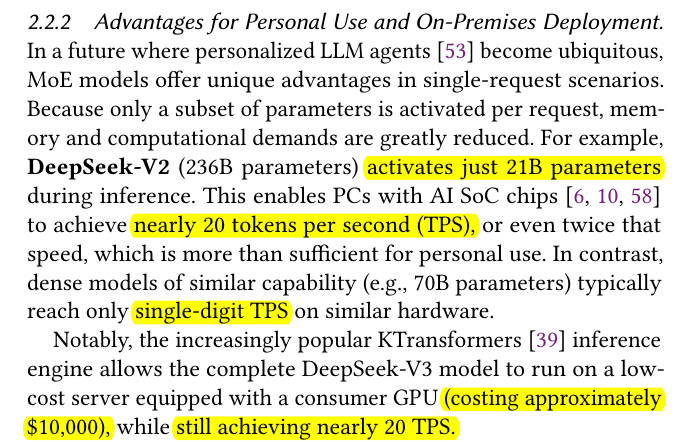 2.2.2 Advantages for Personal Use and On-Premises Deployment.
In a future where personalized LLM agents [53] become ubiquitous,
MoE models offer unique advantages in single-request scenarios.
Because only a subset of parameters is activated per request, mem-
ory and computational demands are greatly reduced. For example,
DeepSeek-V2 (236B parameters) activates just 21B parameters
during inference. This enables PCs with AI SoC chips [6, 10, 58]
to achieve nearly 20 tokens per second (TPS), or even twice that
speed, which is more than sufficient for personal use. In contrast,
dense models of similar capability (e.g., 70B parameters) typically
reach only single-digit TPS on similar hardware.
Notably, the increasingly popular KTransformers [39] inference
engine allows the complete DeepSeek-V3 model to run on a low-
cost server equipped with a consumer GPU (costing approximately
$10,000), while still achieving nearly 20 TPS.